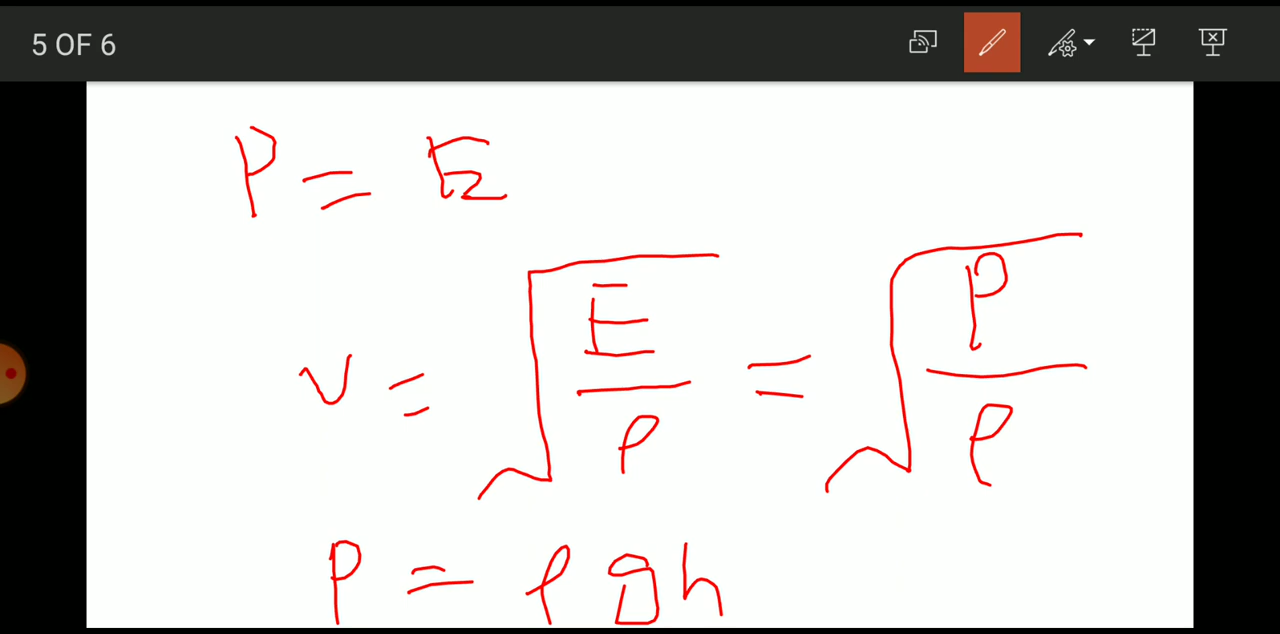 5 OF 6
P = E
v = √E/ρ = √P/ρ
P = ρgh